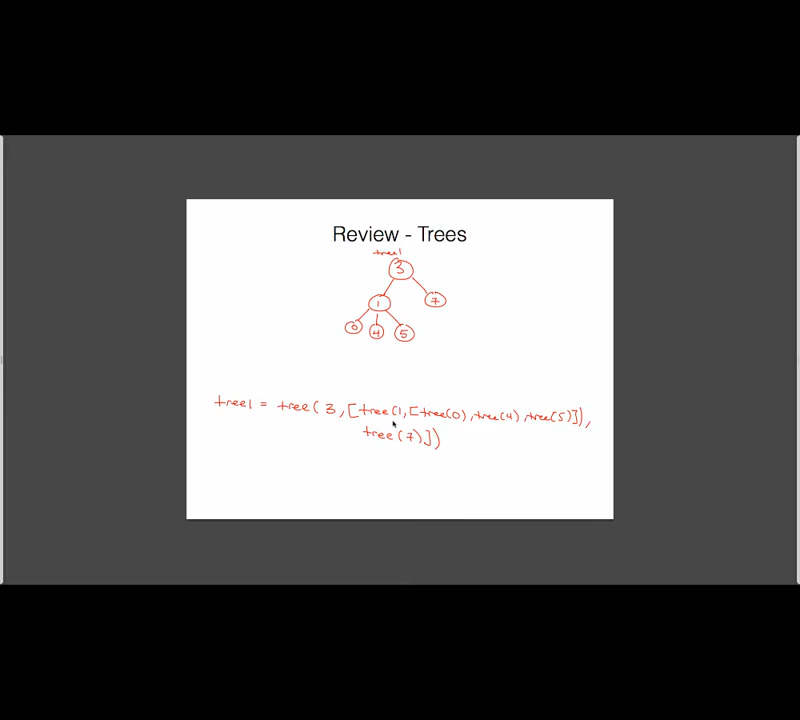 Review - Trees
tree1
3
1 7
0 4 5
tree1 = tree(3,[tree(1,[tree(0),tree(4),tree(5)]),
tree(7)])